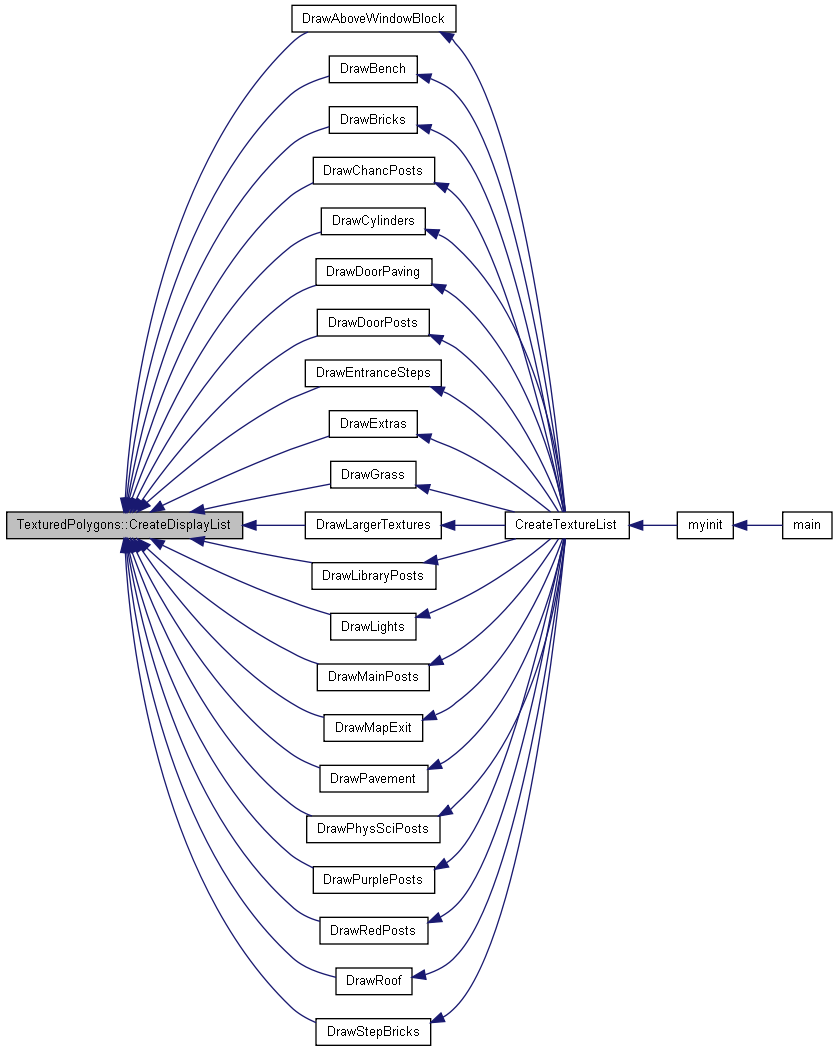 DrawAboveWindowBlock
DrawBench
DrawBricks
DrawChancPosts
DrawCylinders
DrawDoorPaving
DrawDoorPosts
DrawEntranceSteps
DrawExtras
DrawGrass
TexturedPolygons::CreateDisplayList
DrawLargerTextures
CreateTextureList
myinit
main
DrawLibraryPosts
DrawLights
DrawMainPosts
DrawMapExit
DrawPavement
DrawPhysSciPosts
DrawPurplePosts
DrawRedPosts
DrawRoof
DrawStepBricks